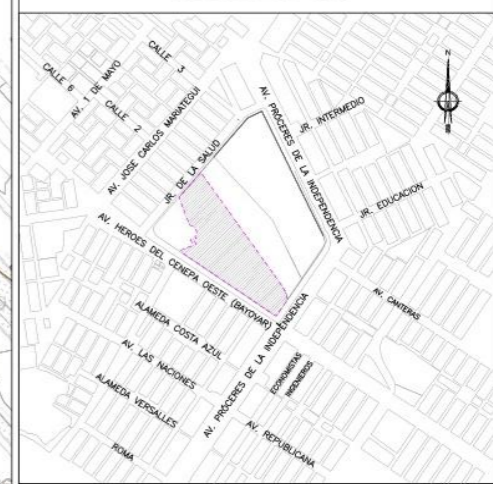 N
CALLE 3
CALLE 6
AV. 1 DE MAYO
CALLE 2
AV. JOSE CARLOS MARIATEGUI
AV. PRÓCERES DE LA INDEPENDENCIA
JR. INTERMEDIO
JR. DE LA SALUD
JR. EDUCACION
AV. HEROES DEL CENEPA OESTE (BAYOVAR)
AV. CANTERAS
ALAMEDA COSTA AZUL
AV. PRÓCERES DE LA INDEPENDENCIA
AV. LAS NACIONES
ECONOMISTAS
INGENIEROS
ALAMEDA VERSALLES
AV. REPUBLICANA
ROMA